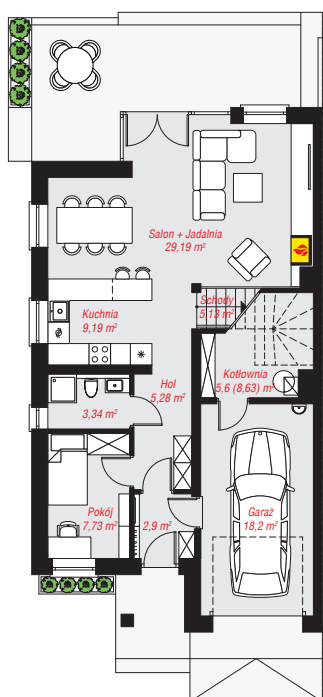 Salon + Jadalnia
29,19 m²
Kuchnia
9,19 m²
Schody
5,13 m²
Kotłownia
5,6 (8,63) m²
Hol
5,28 m²
3,34 m²
Pokój
7,73 m²
2,9 m²
Garaż
18,2 m²